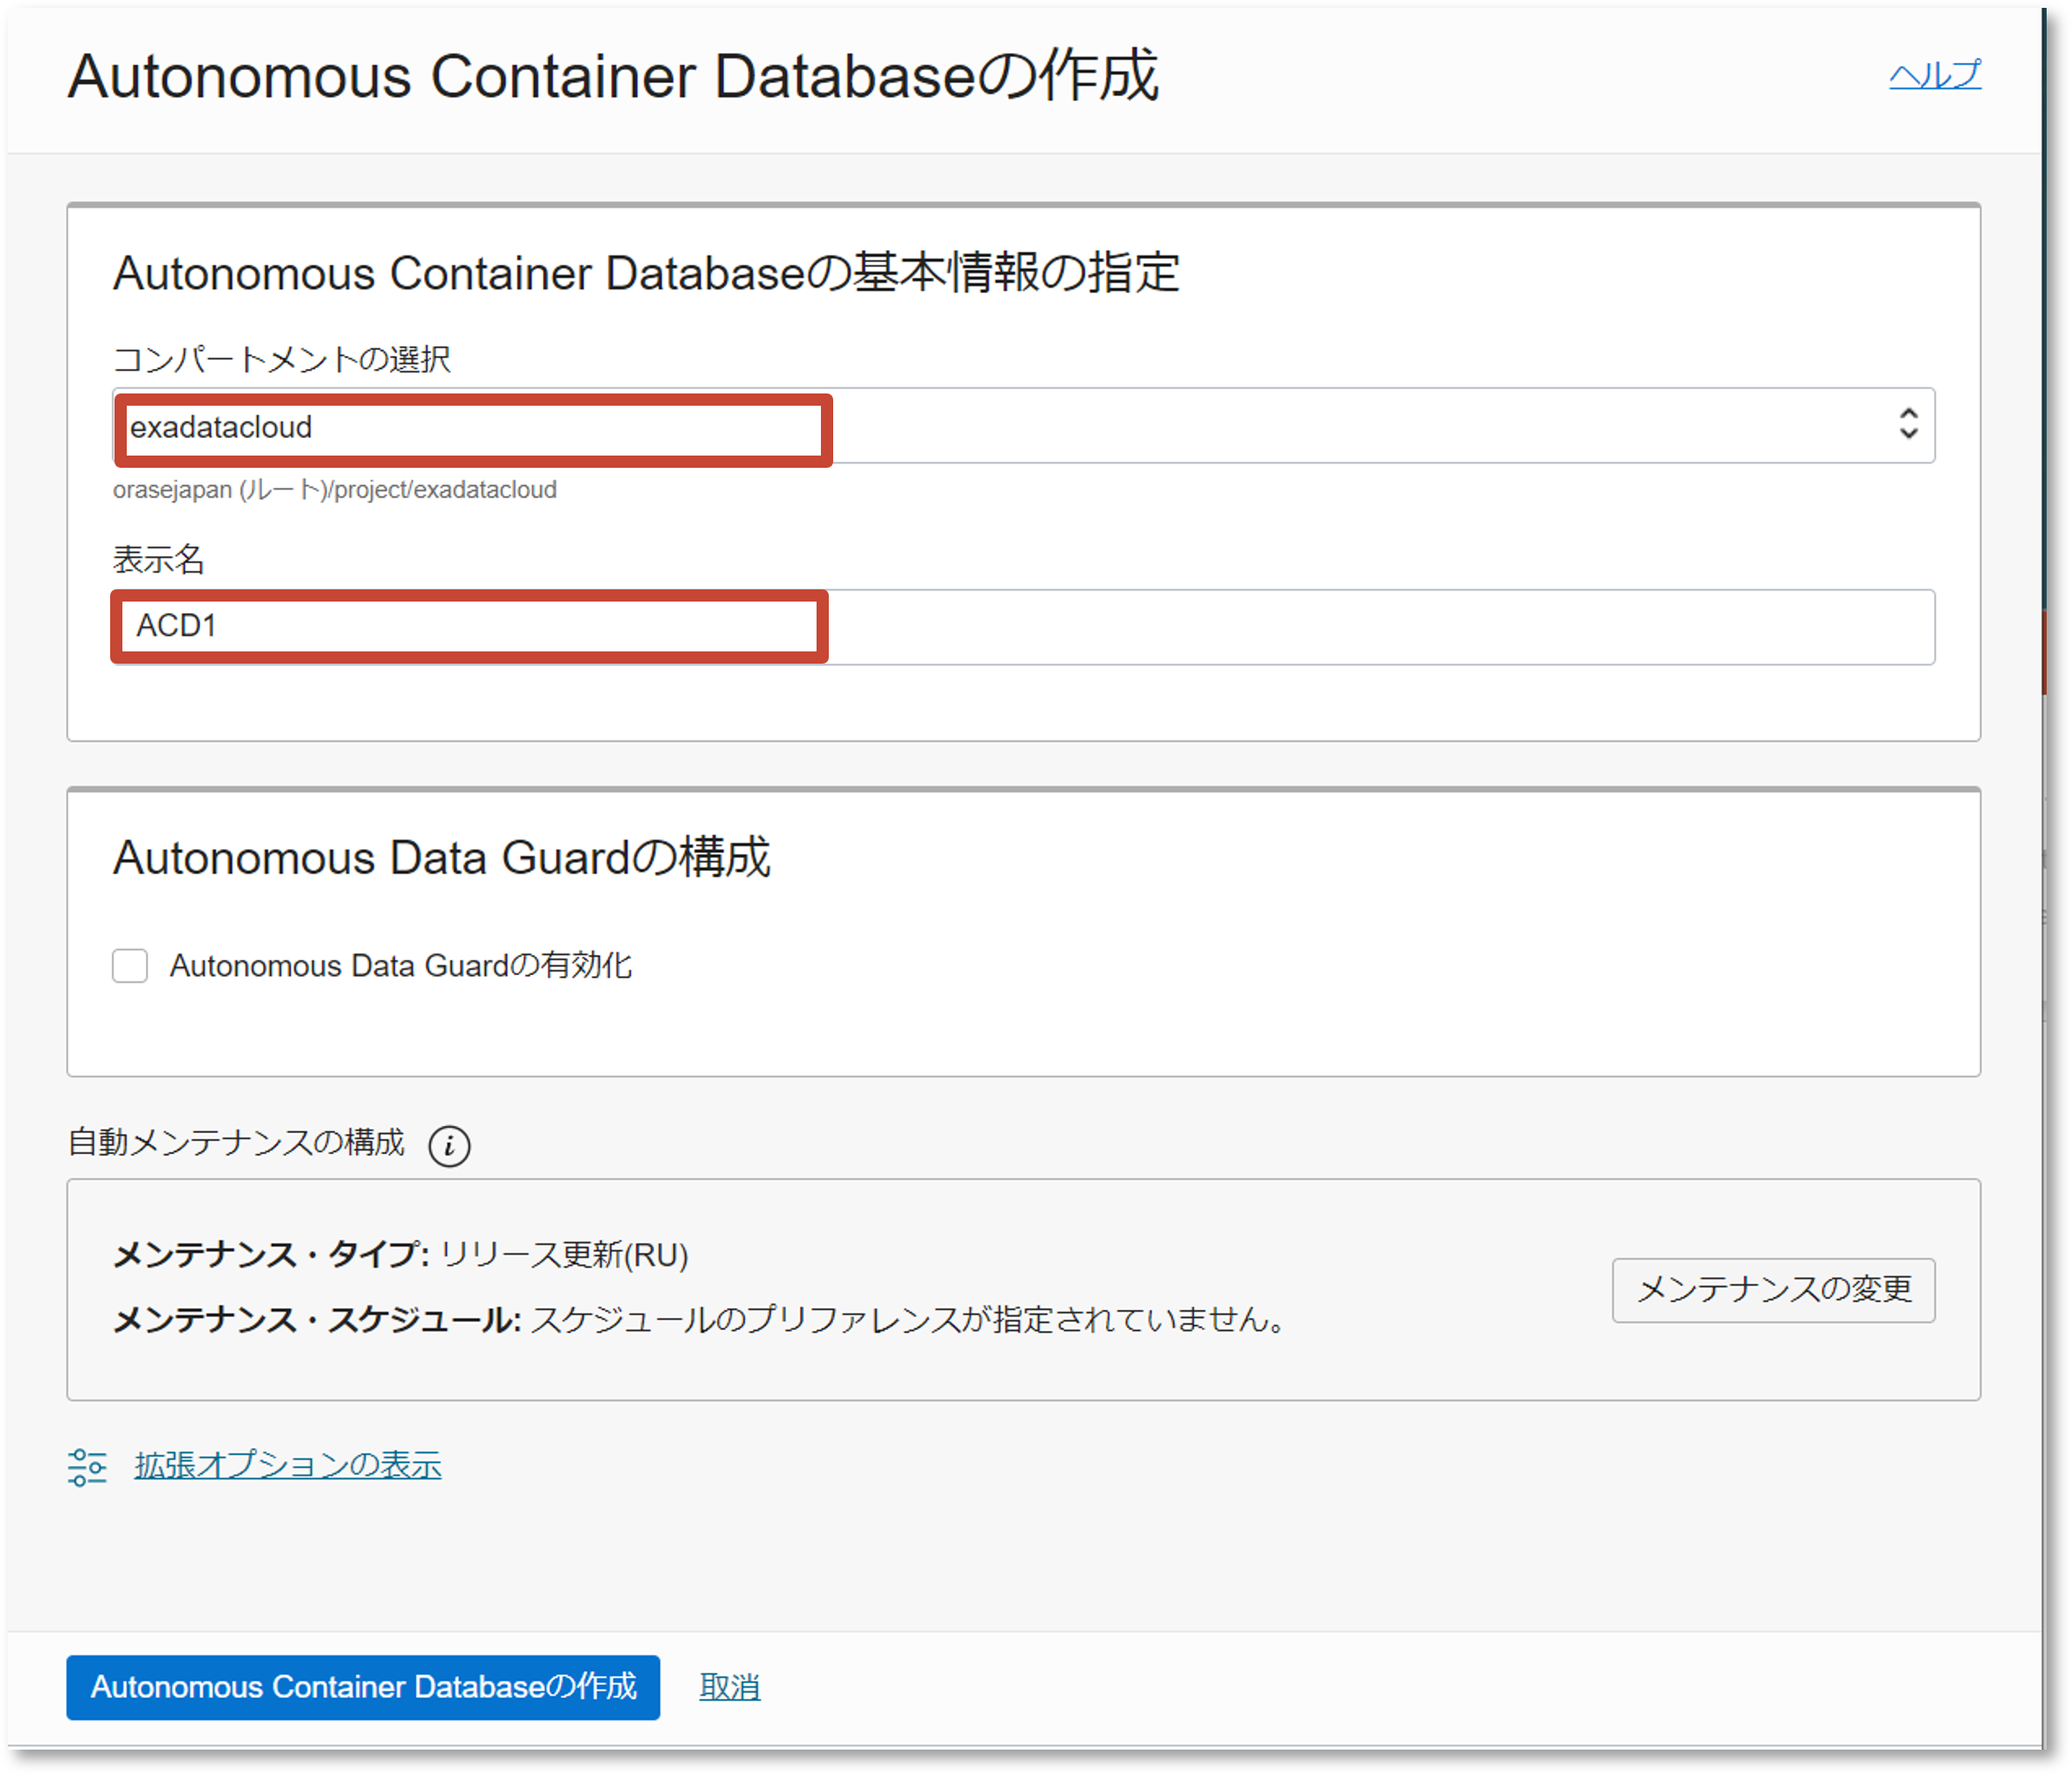 Autonomous Container Databaseの作成
ヘルプ
Autonomous Container Databaseの基本情報の指定
コンパートメントの選択
exadatacloud
orasejapan (ルート)/project/exadatacloud
表示名
ACD1
Autonomous Data Guardの構成
Autonomous Data Guardの有効化
自動メンテナンスの構成
メンテナンス・タイプ: リリース更新(RU)
メンテナンス・スケジュール: スケジュールのプリファレンスが指定されていません。
メンテナンスの変更
拡張オプションの表示
Autonomous Container Databaseの作成
取消